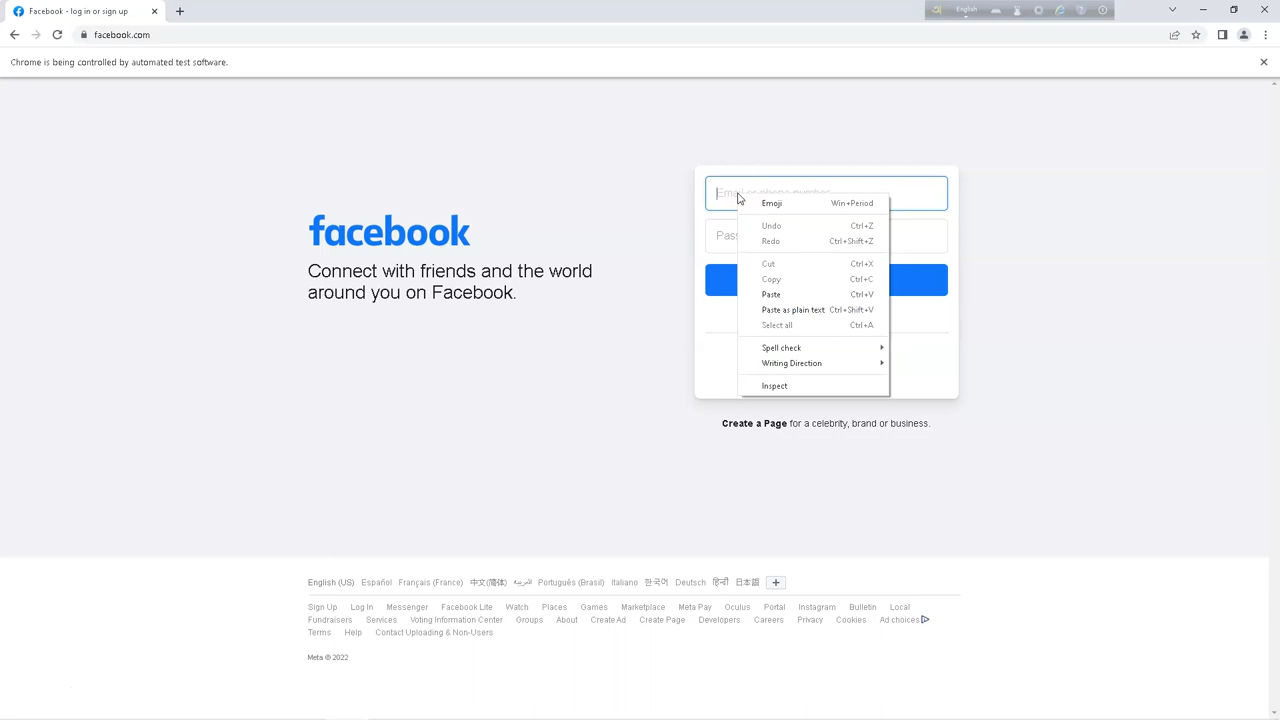 Facebook - log in or sign up
English
facebook.com
Chrome is being controlled by automated test software.
facebook
Connect with friends and the world
around you on Facebook.
Email or phone number
Pass
Emoji Win+Period
Undo Ctrl+Z
Redo Ctrl+Shift+Z
Cut Ctrl+X
Copy Ctrl+C
Paste Ctrl+V
Paste as plain text Ctrl+Shift+V
Select all Ctrl+A
Spell check
Writing Direction
Inspect
Create a Page for a celebrity, brand or business.
English (US) Español Français (France) 中文(简体) العربية Português (Brasil) Italiano 한국어 Deutsch हिन्दी 日本語 +
Sign Up Log In Messenger Facebook Lite Watch Places Games Marketplace Meta Pay Oculus Portal Instagram Bulletin Local
Fundraisers Services Voting Information Center Groups About Create Ad Create Page Developers Careers Privacy Cookies Ad choices
Terms Help Contact Uploading & Non-Users
Meta © 2022